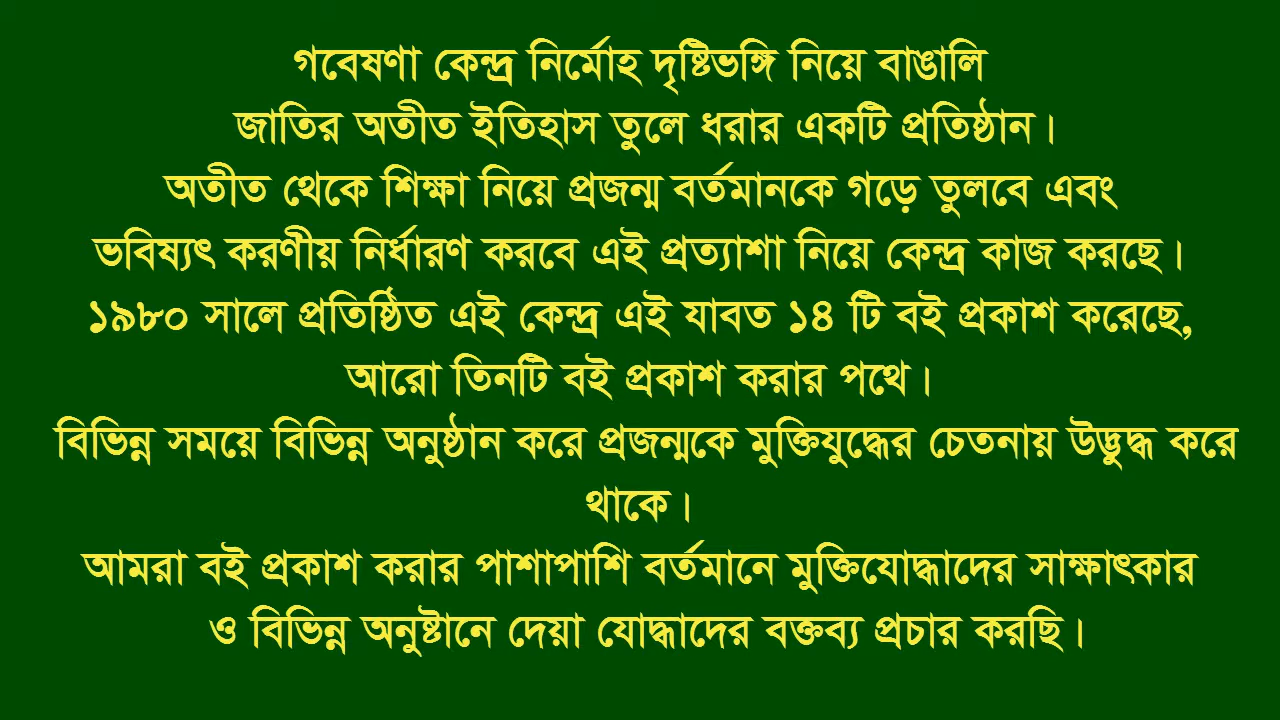 গবেষণা কেন্দ্র নির্মোহ দৃষ্টিভঙ্গি নিয়ে বাঙালি
জাতির অতীত ইতিহাস তুলে ধরার একটি প্রতিষ্ঠান।
অতীত থেকে শিক্ষা নিয়ে প্রজন্ম বর্তমানকে গড়ে তুলবে এবং
ভবিষ্যৎ করণীয় নির্ধারণ করবে এই প্রত্যাশা নিয়ে কেন্দ্র কাজ করছে।
১৯৮০ সালে প্রতিষ্ঠিত এই কেন্দ্র এই যাবত ১৪ টি বই প্রকাশ করেছে,
আরো তিনটি বই প্রকাশ করার পথে।
বিভিন্ন সময়ে বিভিন্ন অনুষ্ঠান করে প্রজন্মকে মুক্তিযুদ্ধের চেতনায় উদ্ভুদ্ধ করে
থাকে।
আমরা বই প্রকাশ করার পাশাপাশি বর্তমানে মুক্তিযোদ্ধাদের সাক্ষাৎকার
ও বিভিন্ন অনুষ্টানে দেয়া যোদ্ধাদের বক্তব্য প্রচার করছি।